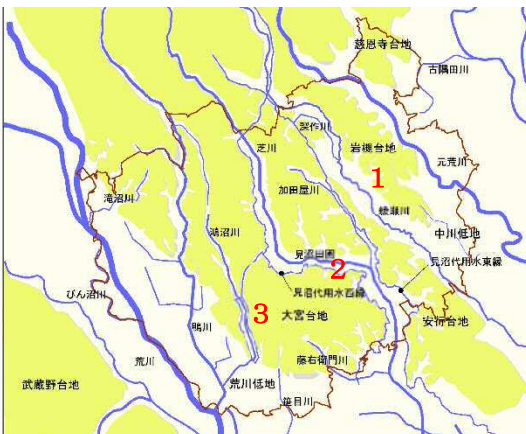 慈恩寺台地
古隅田川
深作川
芝川
岩槻台地
元荒川
1
加田屋川
滝沼川
綾瀬川
鴻沼川
中川低地
見沼田圃
2
見沼代用水東縁
見沼代用水西縁
びん沼川
3
大宮台地
安行台地
鴨川
荒川
藤右衛門川
武蔵野台地
荒川低地
笹目川